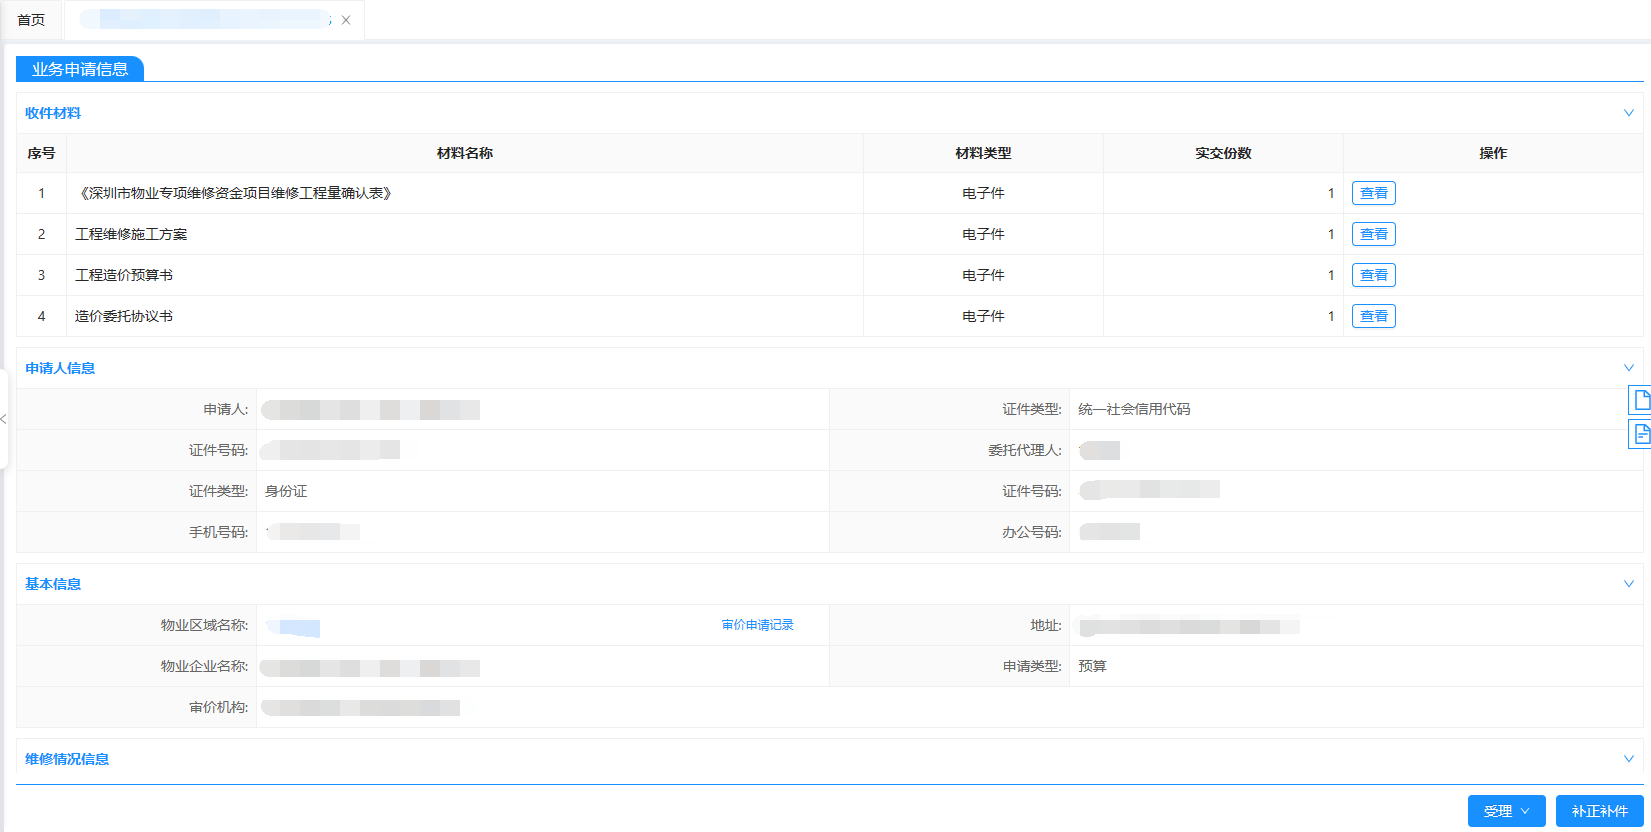 首页
业务申请信息
收件材料
序号 材料名称 材料类型 实交份数 操作
1 《深圳市物业专项维修资金项目维修工程量确认表》 电子件 1 查看
2 工程维修施工方案 电子件 1 查看
3 工程造价预算书 电子件 1 查看
4 造价委托协议书 电子件 1 查看
申请人信息
申请人: 证件类型: 统一社会信用代码
证件号码: 委托代理人:
证件类型: 身份证 证件号码:
手机号码: 办公号码:
基本信息
物业区域名称: 审价申请记录 地址:
物业企业名称: 申请类型: 预算
审价机构:
维修情况信息
受理 补正补件